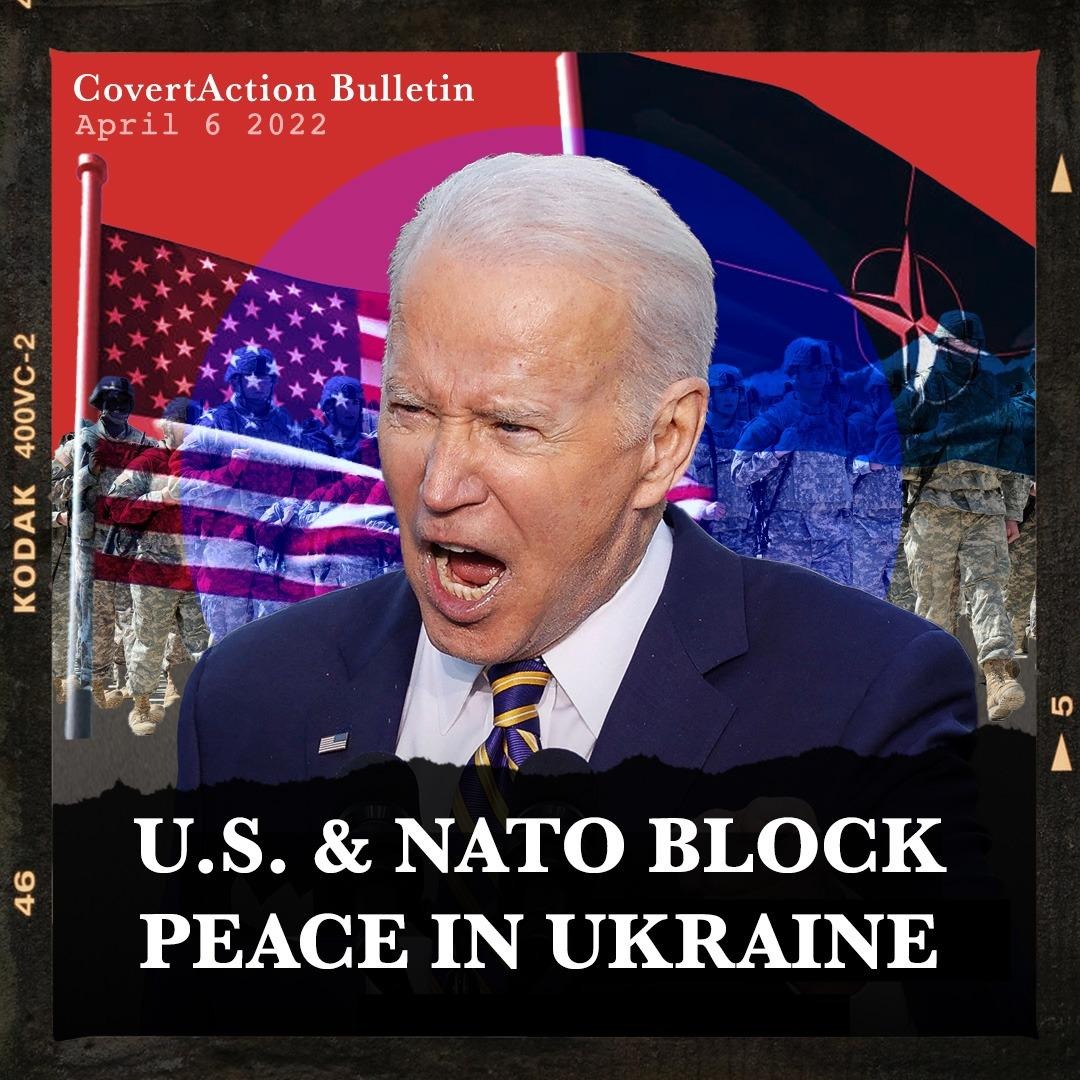 CovertAction Bulletin
April 6 2022
KODAK 400VC-2
46
5
U.S. & NATO BLOCK
PEACE IN UKRAINE